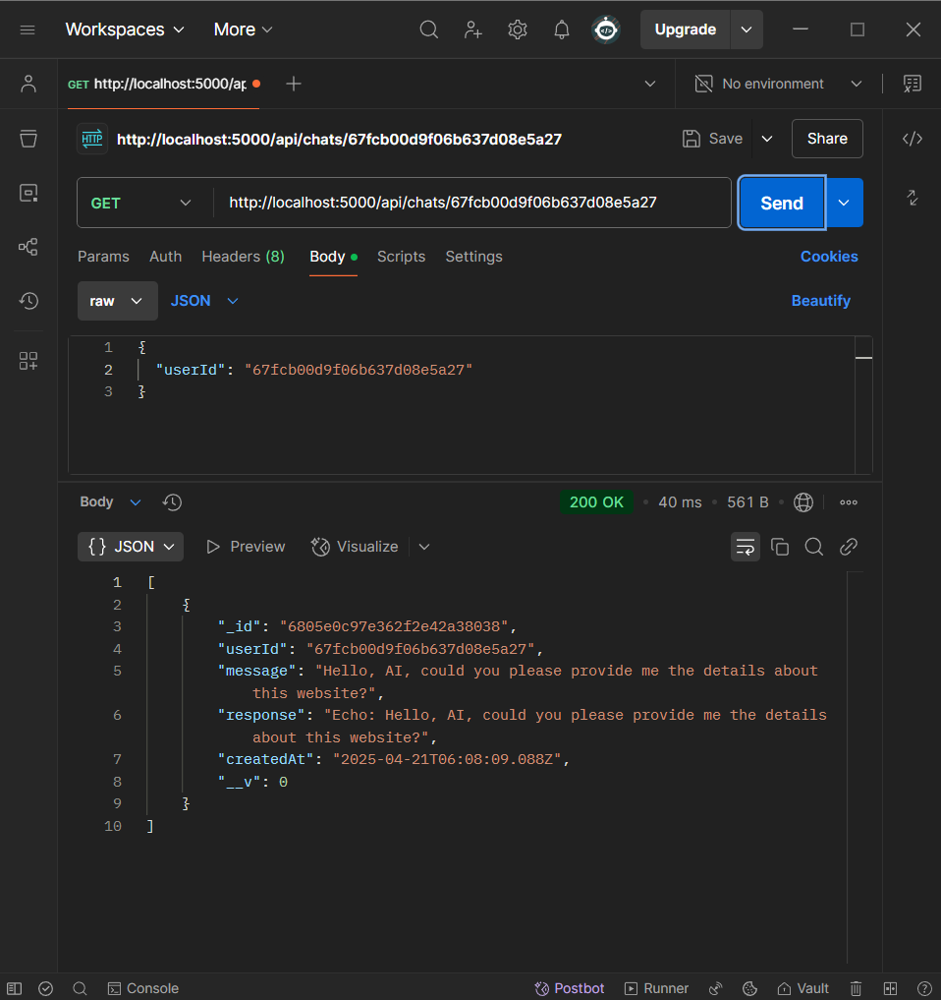 Workspaces More Upgrade
GET http://localhost:5000/ap No environment
HTTP http://localhost:5000/api/chats/67fcb00d9f06b637d08e5a27 Save Share
GET http://localhost:5000/api/chats/67fcb00d9f06b637d08e5a27 Send
Params Auth Headers (8) Body Scripts Settings Cookies
raw JSON Beautify
1 {
2 "userId": "67fcb00d9f06b637d08e5a27"
3 }
Body 200 OK 40 ms 561 B
{} JSON Preview Visualize
1 [
2 {
3 "_id": "6805e0c97e362f2e42a38038",
4 "userId": "67fcb00d9f06b637d08e5a27",
5 "message": "Hello, AI, could you please provide me the details about
this website?",
6 "response": "Echo: Hello, AI, could you please provide me the details
about this website?",
7 "createdAt": "2025-04-21T06:08:09.088Z",
8 "__v": 0
9 }
10 ]
Console Postbot Runner Vault